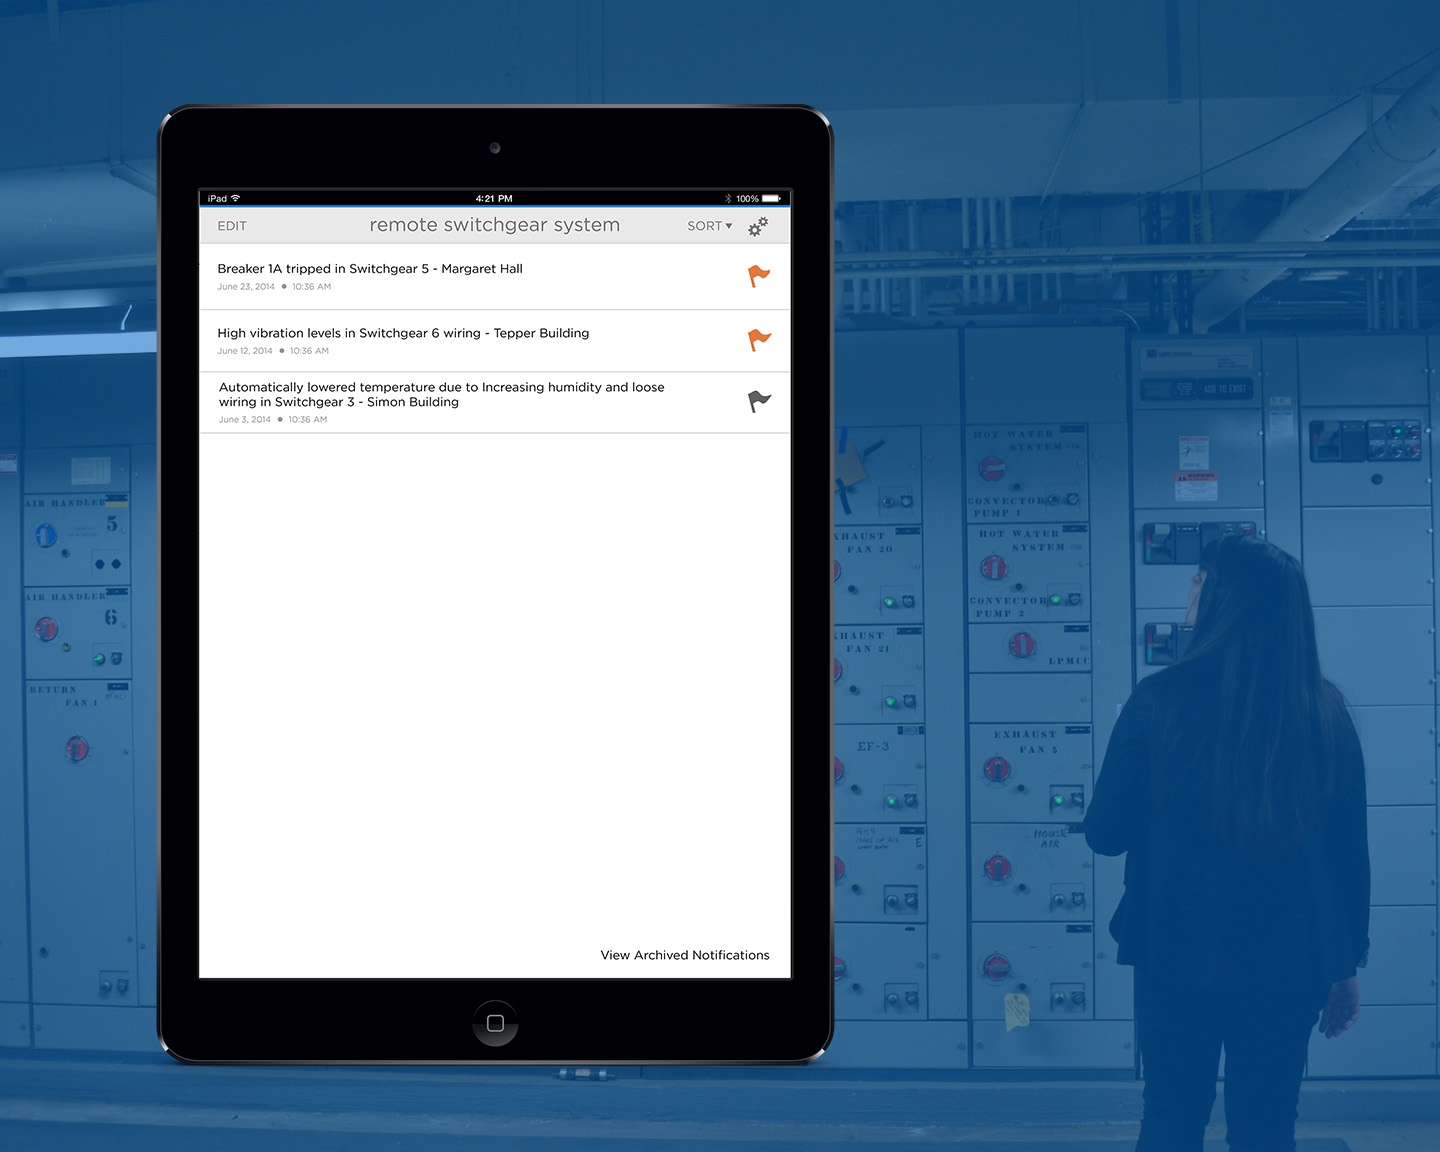 iPad
4:21 PM
100%
EDIT
remote switchgear system
SORT
Breaker 1A tripped in Switchgear 5 - Margaret Hall
June 23, 2014 ● 10:36 AM
High vibration levels in Switchgear 6 wiring - Tepper Building
June 12, 2014 ● 10:36 AM
Automatically lowered temperature due to Increasing humidity and loose
wiring in Switchgear 3 - Simon Building
June 3, 2014 ● 10:36 AM
View Archived Notifications
AIR HANDLER
5
AIR HANDLER
6
RETURN
FAN 1
EXHAUST
FAN 20
EXHAUST
FAN 21
EF-3
HOT WATER
SYSTEM
CONVECTOR
PUMP 1
HOT WATER
SYSTEM
CONVECTOR
PUMP 2
LPMCC
EXHAUST
FAN 3
HOUSE
AIR
ADD TO EXIST
WARNING